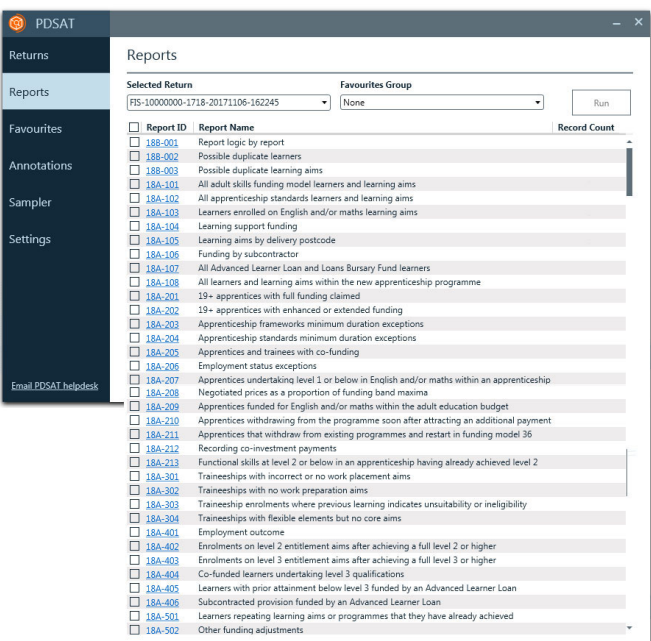 PDSAT
Returns
Reports
Favourites
Annotations
Sampler
Settings
Email PDSAT helpdesk
Reports
Selected Return Favourites Group
FIS-10000000-1718-20171106-162245 None Run
Report ID Report Name Record Count
18B-001 Report logic by report
18B-002 Possible duplicate learners
18B-003 Possible duplicate learning aims
18A-101 All adult skills funding model learners and learning aims
18A-102 All apprenticeship standards learners and learning aims
18A-103 Learners enrolled on English and/or maths learning aims
18A-104 Learning support funding
18A-105 Learning aims by delivery postcode
18A-106 Funding by subcontractor
18A-107 All Advanced Learner Loan and Loans Bursary Fund learners
18A-108 All learners and learning aims within the new apprenticeship programme
18A-201 19+ apprentices with full funding claimed
18A-202 19+ apprentices with enhanced or extended funding
18A-203 Apprenticeship frameworks minimum duration exceptions
18A-204 Apprenticeship standards minimum duration exceptions
18A-205 Apprentices and trainees with co-funding
18A-206 Employment status exceptions
18A-207 Apprentices undertaking level 1 or below in English and/or maths within an apprenticeship
18A-208 Negotiated prices as a proportion of funding band maxima
18A-209 Apprentices funded for English and/or maths within the adult education budget
18A-210 Apprentices withdrawing from the programme soon after attracting an additional payment
18A-211 Apprentices that withdraw from existing programmes and restart in funding model 36
18A-212 Recording co-investment payments
18A-213 Functional skills at level 2 or below in an apprenticeship having already achieved level 2
18A-301 Traineeships with incorrect or no work placement aims
18A-302 Traineeships with no work preparation aims
18A-303 Traineeship enrolments where previous learning indicates unsuitability or ineligibility
18A-304 Traineeships with flexible elements but no core aims
18A-401 Employment outcome
18A-402 Enrolments on level 2 entitlement aims after achieving a full level 2 or higher
18A-403 Enrolments on level 3 entitlement aims after achieving a full level 3 or higher
18A-404 Co-funded learners undertaking level 3 qualifications
18A-405 Learners with prior attainment below level 3 funded by an Advanced Learner Loan
18A-406 Subcontracted provision funded by an Advanced Learner Loan
18A-501 Learners repeating learning aims or programmes that they have already achieved
18A-502 Other funding adjustments